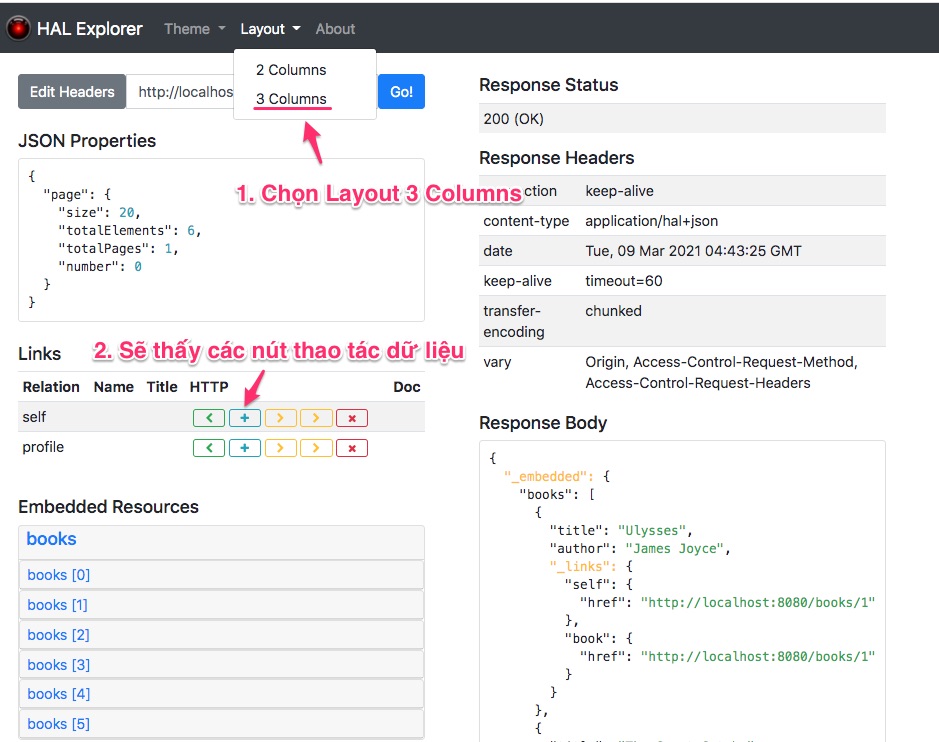 HAL Explorer Theme Layout About
2 Columns
3 Columns
Edit Headers http://localhos Go!
1. Chọn Layout 3 Columns
JSON Properties
{
"page": {
"size": 20,
"totalElements": 6,
"totalPages": 1,
"number": 0
}
}
Links
2. Sẽ thấy các nút thao tác dữ liệu
Relation Name Title HTTP Doc
self < + > > ×
profile < + > > ×
Embedded Resources
books
books [0]
books [1]
books [2]
books [3]
books [4]
books [5]
Response Status
200 (OK)
Response Headers
ction keep-alive
content-type application/hal+json
date Tue, 09 Mar 2021 04:43:25 GMT
keep-alive timeout=60
transfer-
encoding chunked
vary Origin, Access-Control-Request-Method,
Access-Control-Request-Headers
Response Body
{
"_embedded": {
"books": [
{
"title": "Ulysses",
"author": "James Joyce",
"_links": {
"self": {
"href": "http://localhost:8080/books/1"
},
"book": {
"href": "http://localhost:8080/books/1"
}
}
},
{